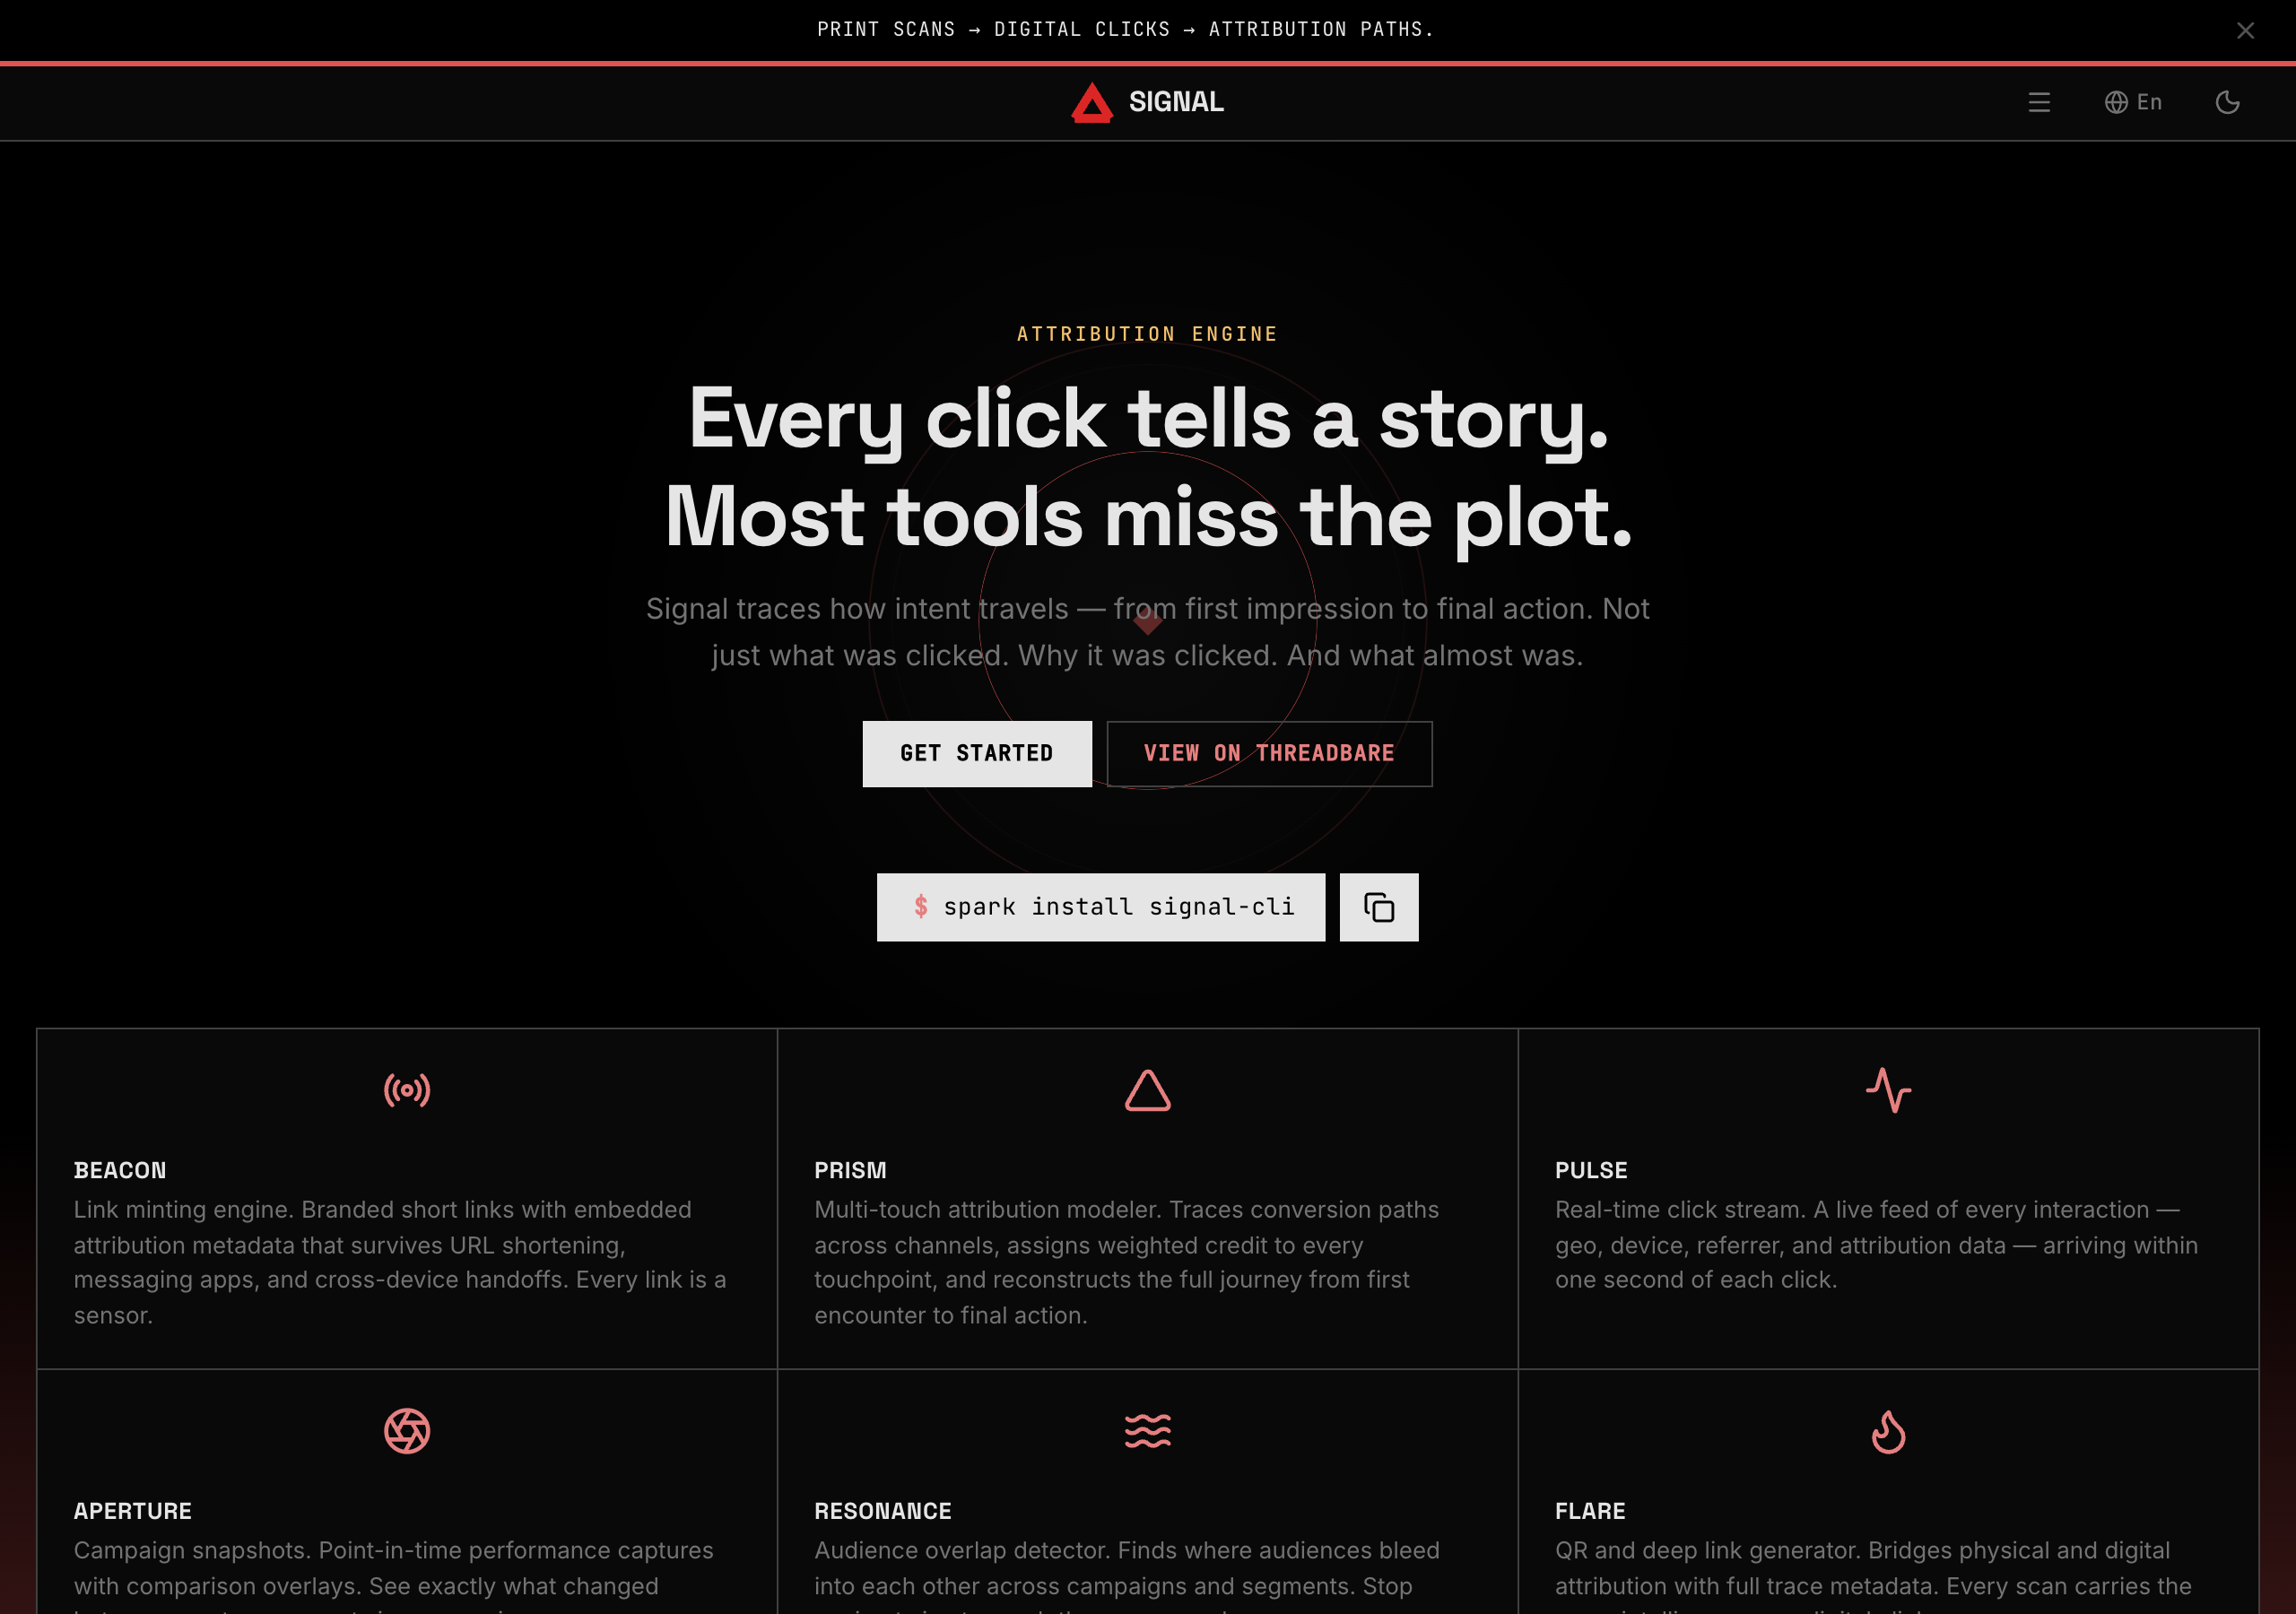 PRINT SCANS → DIGITAL CLICKS → ATTRIBUTION PATHS.
SIGNAL
En
ATTRIBUTION ENGINE
Every click tells a story.
Most tools miss the plot.
Signal traces how intent travels — from first impression to final action. Not
just what was clicked. Why it was clicked. And what almost was.
GET STARTED
VIEW ON THREADBARE
$ spark install signal-cli
BEACON
Link minting engine. Branded short links with embedded
attribution metadata that survives URL shortening,
messaging apps, and cross-device handoffs. Every link is a
sensor.
PRISM
Multi-touch attribution modeler. Traces conversion paths
across channels, assigns weighted credit to every
touchpoint, and reconstructs the full journey from first
encounter to final action.
PULSE
Real-time click stream. A live feed of every interaction —
geo, device, referrer, and attribution data — arriving within
one second of each click.
APERTURE
Campaign snapshots. Point-in-time performance captures
with comparison overlays. See exactly what changed
RESONANCE
Audience overlap detector. Finds where audiences bleed
into each other across campaigns and segments. Stop
FLARE
QR and deep link generator. Bridges physical and digital
attribution with full trace metadata. Every scan carries the